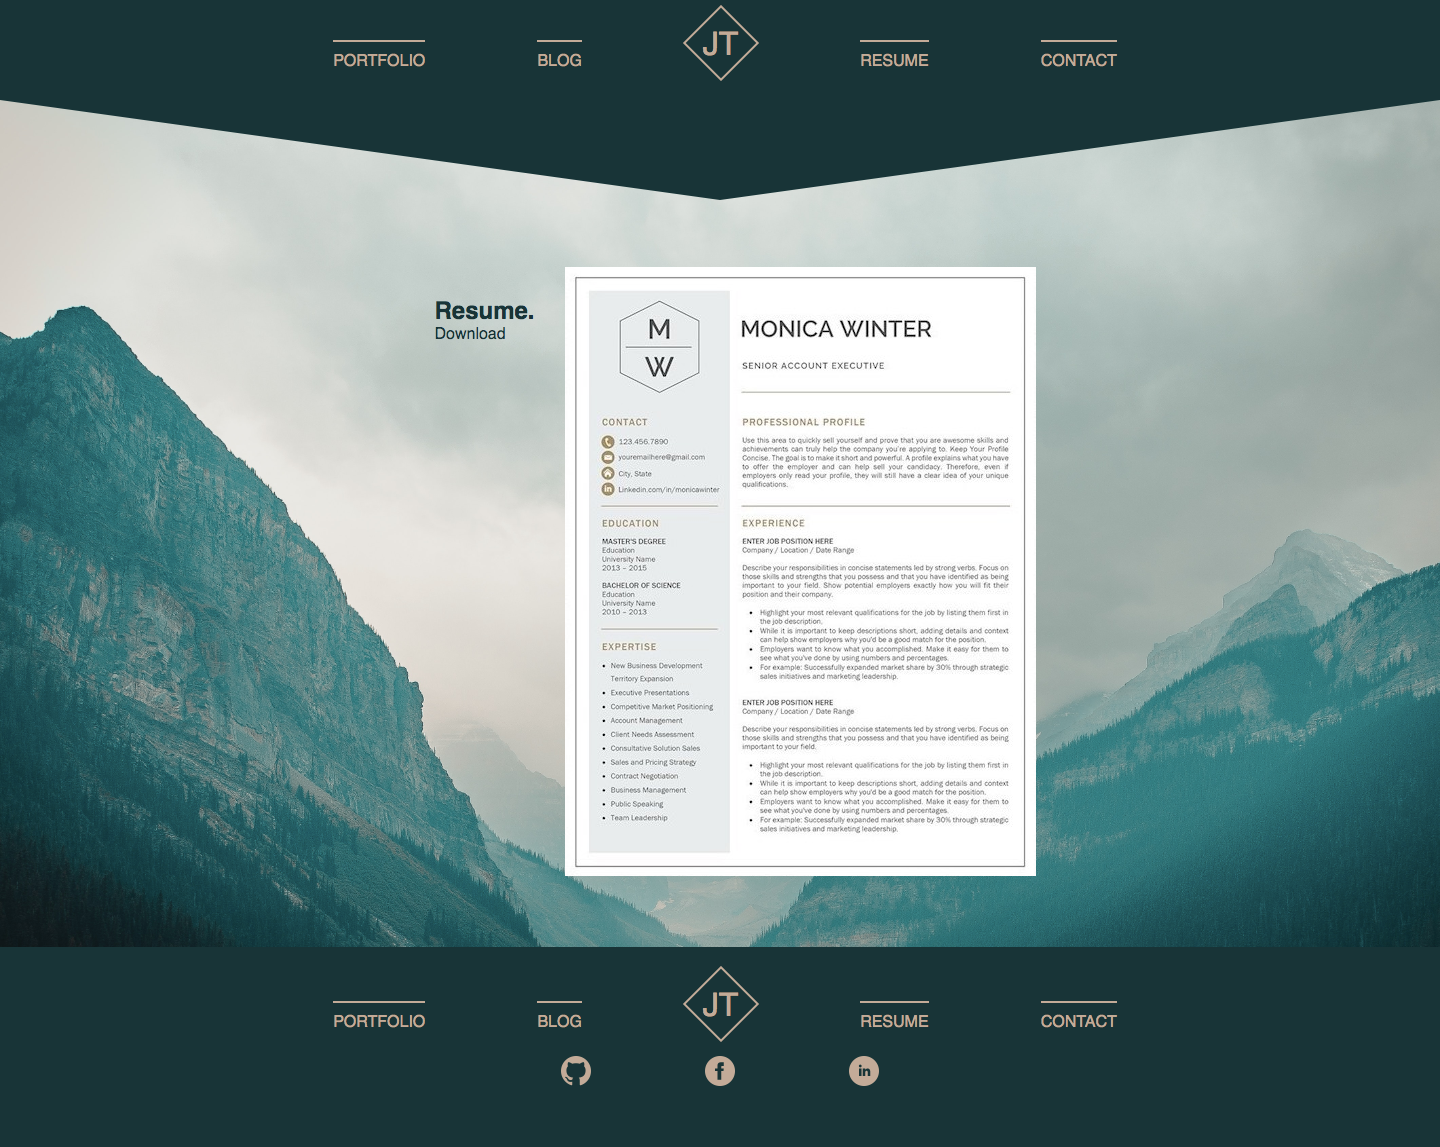 PORTFOLIO
BLOG
JT
RESUME
CONTACT
Resume.
Download
M
W
MONICA WINTER
SENIOR ACCOUNT EXECUTIVE
CONTACT
123.456.7890
youremailhere@gmail.com
City, State
Linkedin.com/in/monicawinter
EDUCATION
MASTER'S DEGREE
Education
University Name
2013 – 2015
BACHELOR OF SCIENCE
Education
University Name
2010 – 2013
EXPERTISE
• New Business Development
Territory Expansion
• Executive Presentations
• Competitive Market Positioning
• Account Management
• Client Needs Assessment
• Consultative Solution Sales
• Sales and Pricing Strategy
• Contract Negotiation
• Business Management
• Public Speaking
• Team Leadership
PROFESSIONAL PROFILE
Use this area to quickly sell yourself and prove that you are awesome skills and
achievements can truly help the company you're applying to. Keep Your Profile
Concise. The goal is to make it short and powerful. A profile explains what you have
to offer the employer and can help sell your candidacy. Therefore, even if
employers only read your profile, they will still have a clear idea of your unique
qualifications.
EXPERIENCE
ENTER JOB POSITION HERE
Company / Location / Date Range
Describe your responsibilities in concise statements led by strong verbs. Focus on
those skills and strengths that you possess and that you have identified as being
important to your field. Show potential employers exactly how you will fit their
position and their company.
• Highlight your most relevant qualifications for the job by listing them first in
the job description.
• While it is important to keep descriptions short, adding details and context
can help show employers why you'd be a good match for the position.
• Employers want to know what you accomplished. Make it easy for them to
see what you've done by using numbers and percentages.
• For example: Successfully expanded market share by 30% through strategic
sales initiatives and marketing leadership.
ENTER JOB POSITION HERE
Company / Location / Date Range
Describe your responsibilities in concise statements led by strong verbs. Focus on
those skills and strengths that you possess and that you have identified as being
important to your field.
• Highlight your most relevant qualifications for the job by listing them first in
the job description.
• While it is important to keep descriptions short, adding details and context
can help show employers why you'd be a good match for the position.
• Employers want to know what you accomplished. Make it easy for them to
see what you've done by using numbers and percentages.
• For example: Successfully expanded market share by 30% through strategic
sales initiatives and marketing leadership.
PORTFOLIO
BLOG
JT
RESUME
CONTACT
f
in